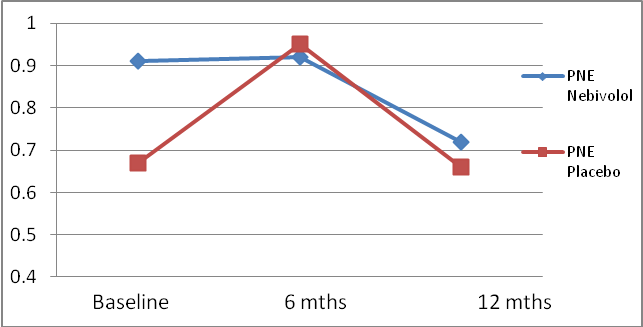 1
0.9
0.8
0.7
0.6
0.5
0.4
Baseline
6 mths
12 mths
PNE
Nebivolol
PNE
Placebo